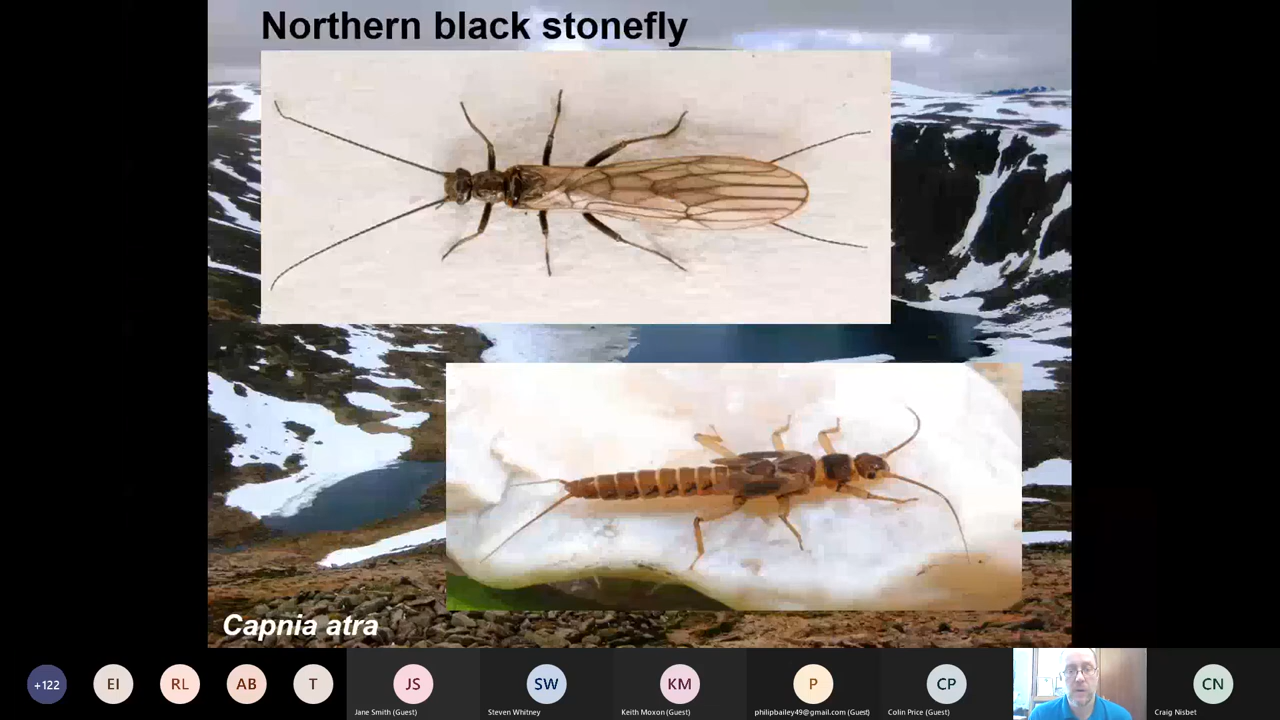 Northern black stonefly
Capnia atra
+122
EI
RL
AB
T
JS
Jane Smith (Guest)
SW
Steven Whitney
KM
Keith Moxon (Guest)
P
philipbailey49@gmail.com (Guest)
CP
Colin Price (Guest)
CN
Craig Nisbet